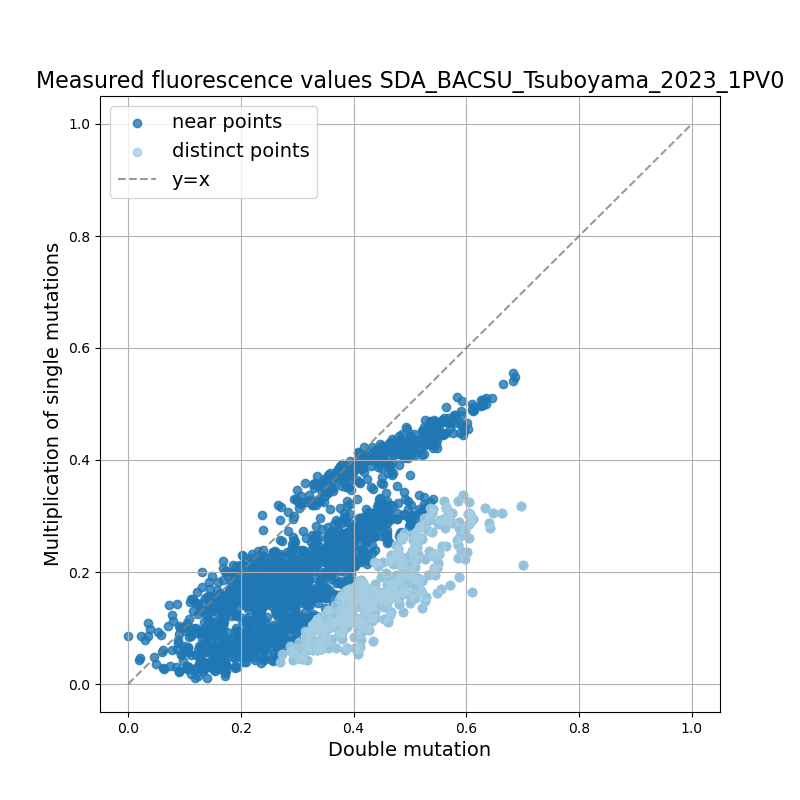 Measured fluorescence values SDA_BACSU_Tsuboyama_2023_1PV0
near points
distinct points
y=x
1.0
0.8
0.6
0.4
0.2
0.0
Multiplication of single mutations
0.0 0.2 0.4 0.6 0.8 1.0
Double mutation